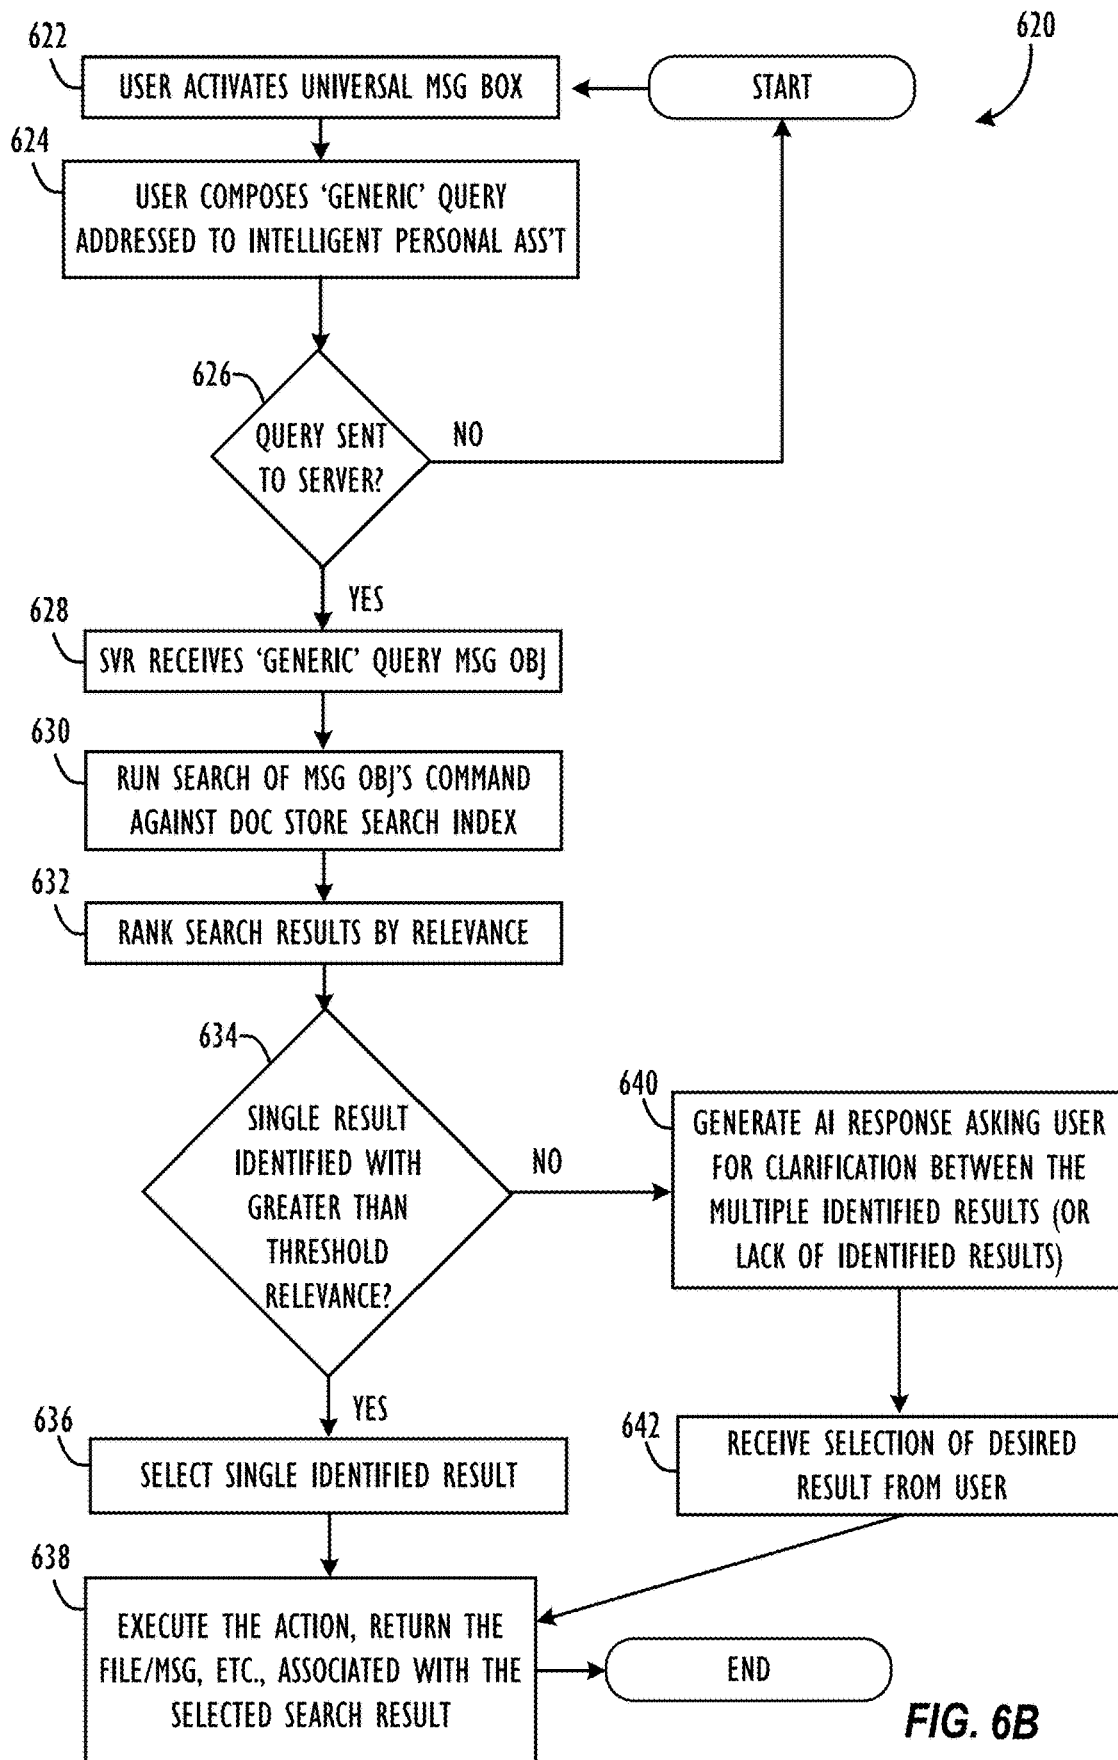 620
START
622
USER ACTIVATES UNIVERSAL MSG BOX
624
USER COMPOSES ‘GENERIC’ QUERY
ADDRESSED TO INTELLIGENT PERSONAL ASS'T
626
QUERY SENT
TO SERVER?
NO
YES
628
SVR RECEIVES ‘GENERIC’ QUERY MSG OBJ
630
RUN SEARCH OF MSG OBJ'S COMMAND
AGAINST DOC STORE SEARCH INDEX
632
RANK SEARCH RESULTS BY RELEVANCE
634
SINGLE RESULT
IDENTIFIED WITH
GREATER THAN
THRESHOLD
RELEVANCE?
NO
640
GENERATE AI RESPONSE ASKING USER
FOR CLARIFICATION BETWEEN THE
MULTIPLE IDENTIFIED RESULTS (OR
LACK OF IDENTIFIED RESULTS)
YES
636
SELECT SINGLE IDENTIFIED RESULT
642
RECEIVE SELECTION OF DESIRED
RESULT FROM USER
638
EXECUTE THE ACTION, RETURN THE
FILE/MSG, ETC., ASSOCIATED WITH THE
SELECTED SEARCH RESULT
END
FIG. 6B